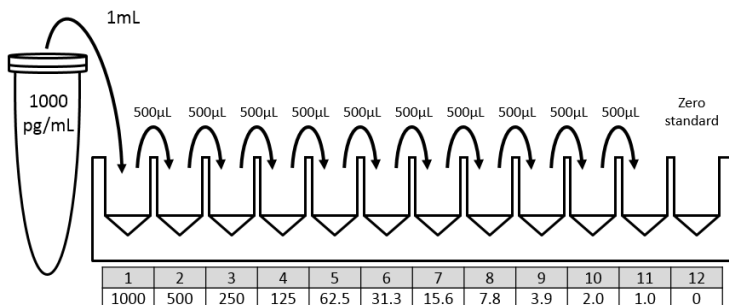 1mL
1000
pg/mL
500µL 500µL 500µL 500µL 500µL 500µL 500µL 500µL 500µL 500µL
Zero
standard
1 2 3 4 5 6 7 8 9 10 11 12
1000 500 250 125 62.5 31.3 15.6 7.8 3.9 2.0 1.0 0